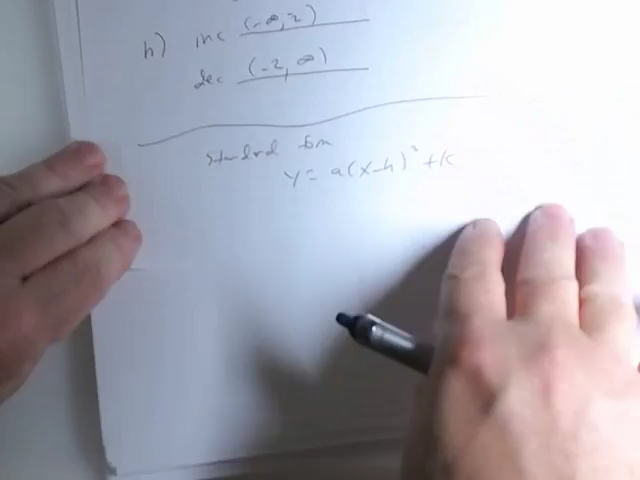 h) inc (-∞, 2)
dec (-2, ∞)
standard form
y = a(x-h)² + k